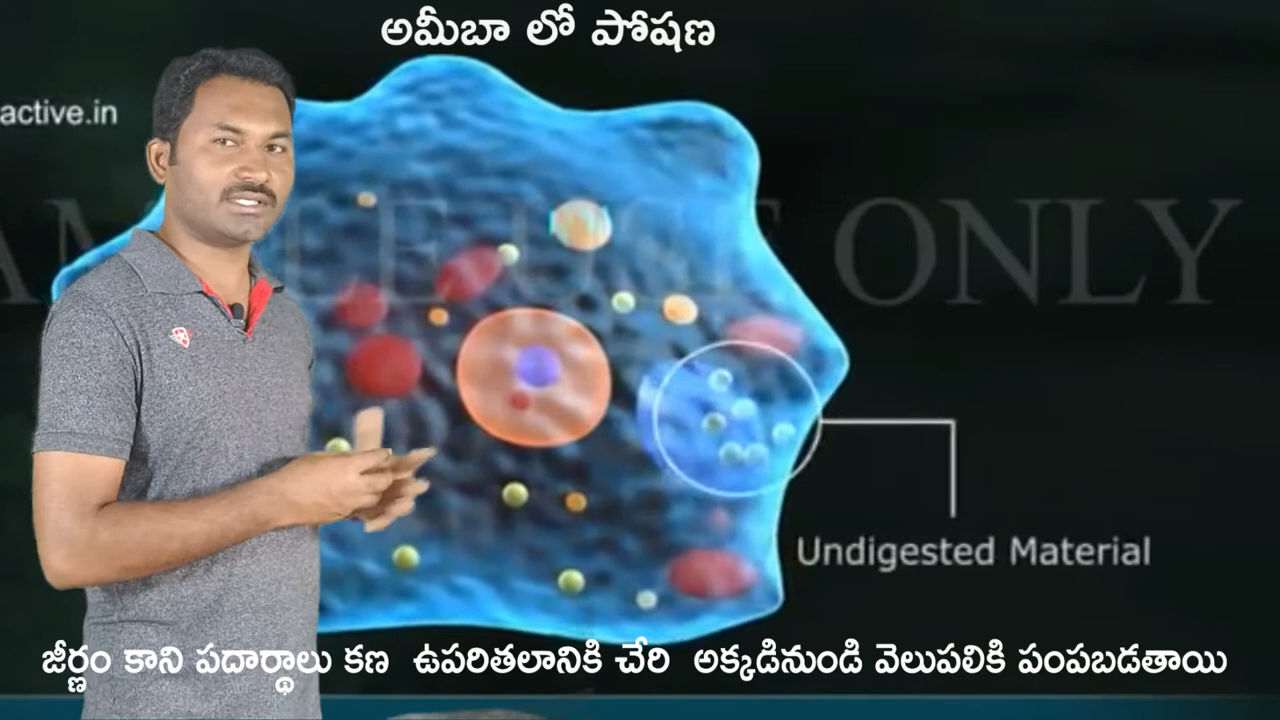 అమీబా లో పోషణ
active.in
ONLY
Undigested Material
జీర్ణం కాని పదార్థాలు కణ ఉపరితలానికి చేరి అక్కడినుండి వెలుపలికి పంపబడతాయి